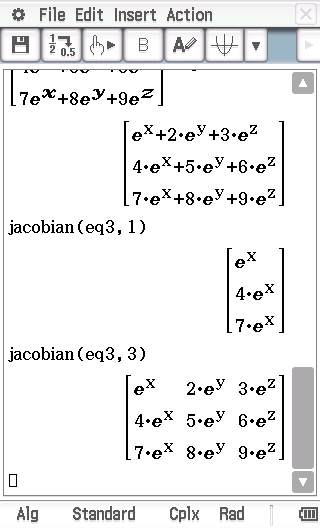 File Edit Insert Action
B
7e^x+8e^y+9e^z
e^x+2·e^y+3·e^z
4·e^x+5·e^y+6·e^z
7·e^x+8·e^y+9·e^z
jacobian(eq3,1)
e^x
4·e^x
7·e^x
jacobian(eq3,3)
e^x 2·e^y 3·e^z
4·e^x 5·e^y 6·e^z
7·e^x 8·e^y 9·e^z
Alg Standard Cplx Rad